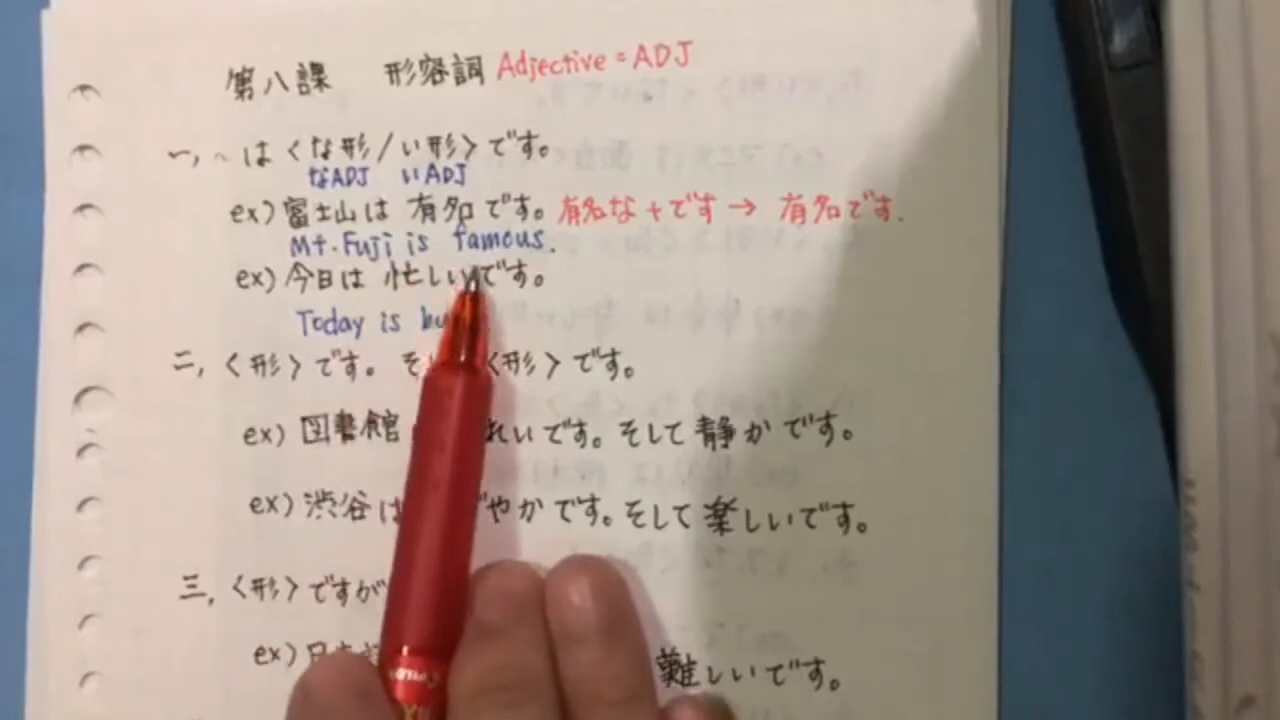 第八課 形容詞 Adjective = ADJ
一, ～は〈な形/い形〉です。
なADJ いADJ
ex) 富士山は 有名です。有名な+です→ 有名です.
Mt. Fuji is famous.
ex) 今日は 忙しいです。
Today is
二,〈形〉です。〈形〉です。
ex) 図書館 れいです。そして静かです。
ex) 渋谷は やかです。そして楽しいです。
三,〈形〉ですが
ex) 難しいです。